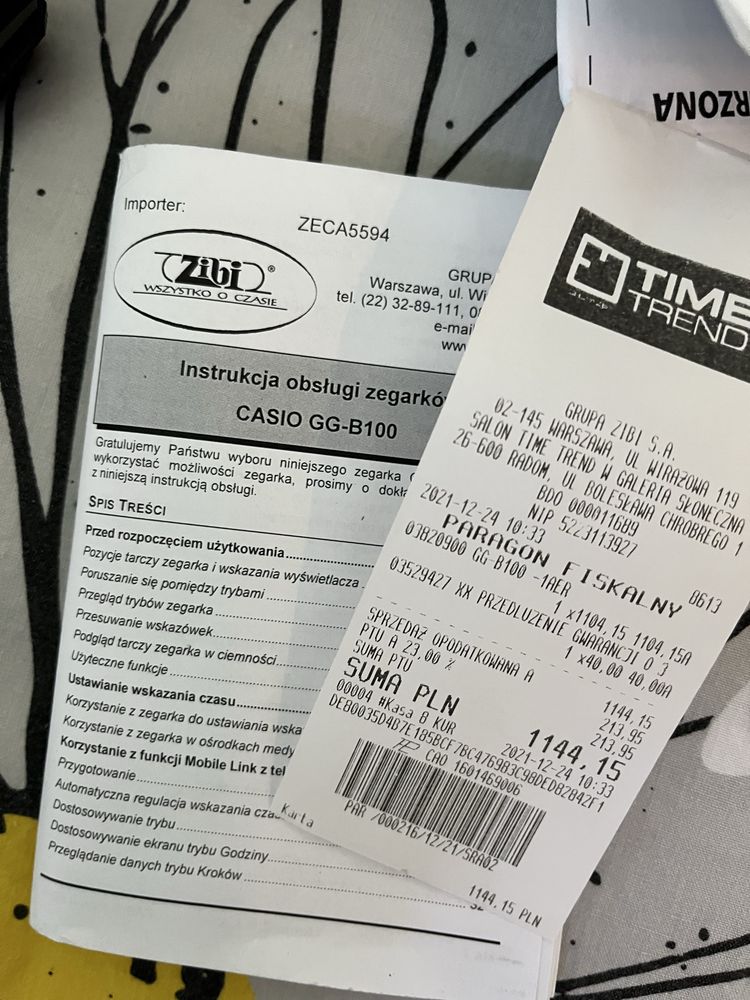 RZONA
Importer:
ZECA5594
Zibi®
WSZYSTKO O CZASIE
GRUP
Warszawa, ul. Wi
tel. (22) 32-89-111, 0
e-mai
www
Instrukcja obsługi zegarków
CASIO GG-B100
Gratulujemy Państwu wyboru niniejszego zegarka
wykorzystać możliwości zegarka, prosimy o dokł
z niniejszą instrukcją obsługi.
SPIS TREŚCI
Przed rozpoczęciem użytkowania
Pozycje tarczy zegarka i wskazania wyświetlacza
Poruszanie się pomiędzy trybami
Przegląd trybów zegarka
Przesuwanie wskazówek
Podgląd tarczy zegarka w ciemności
Użyteczne funkcje
Ustawianie wskazania czasu
Korzystanie z zegarka do ustawiania wska
Korzystanie z zegarka w ośrodkach medy
Korzystanie z funkcji Mobile Link z tel
Przygotowanie
Automatyczna regulacja wskazania cza
Dostosowywanie trybu
Dostosowywanie ekranu trybu Godziny
Przeglądanie danych trybu Kroków
TIME
TREND
GRUPA ZIBI S.A.
02-145 WARSZAWA, UL WIRAZOWA 119
SALON TIME TREND W GALERIA SŁONECZNA
26-600 RADOM, UL BOLESŁAWA CHROBREGO 1
BDO 000011689
NIP 5223113927
2021-12-24 10:33 8613
PARAGON FISKALNY
03820900 GG-B100 -1AER
1 x1104,15 1104,15A
03529427 XX PRZEDLUZENIE GWARANCJI O 3
1 x40,00 40,00A
SPRZEDAŻ OPODATKOWANA A 1144,15
PTU A 23,00 % 213,95
SUMA PTU 213,95
SUMA PLN 1144,15
00004 #Kasa 8 KUR 2021-12-24 10:33
CAO 1601469006
PAR /000216/12/21/SRA02
Karta 1144,15 PLN